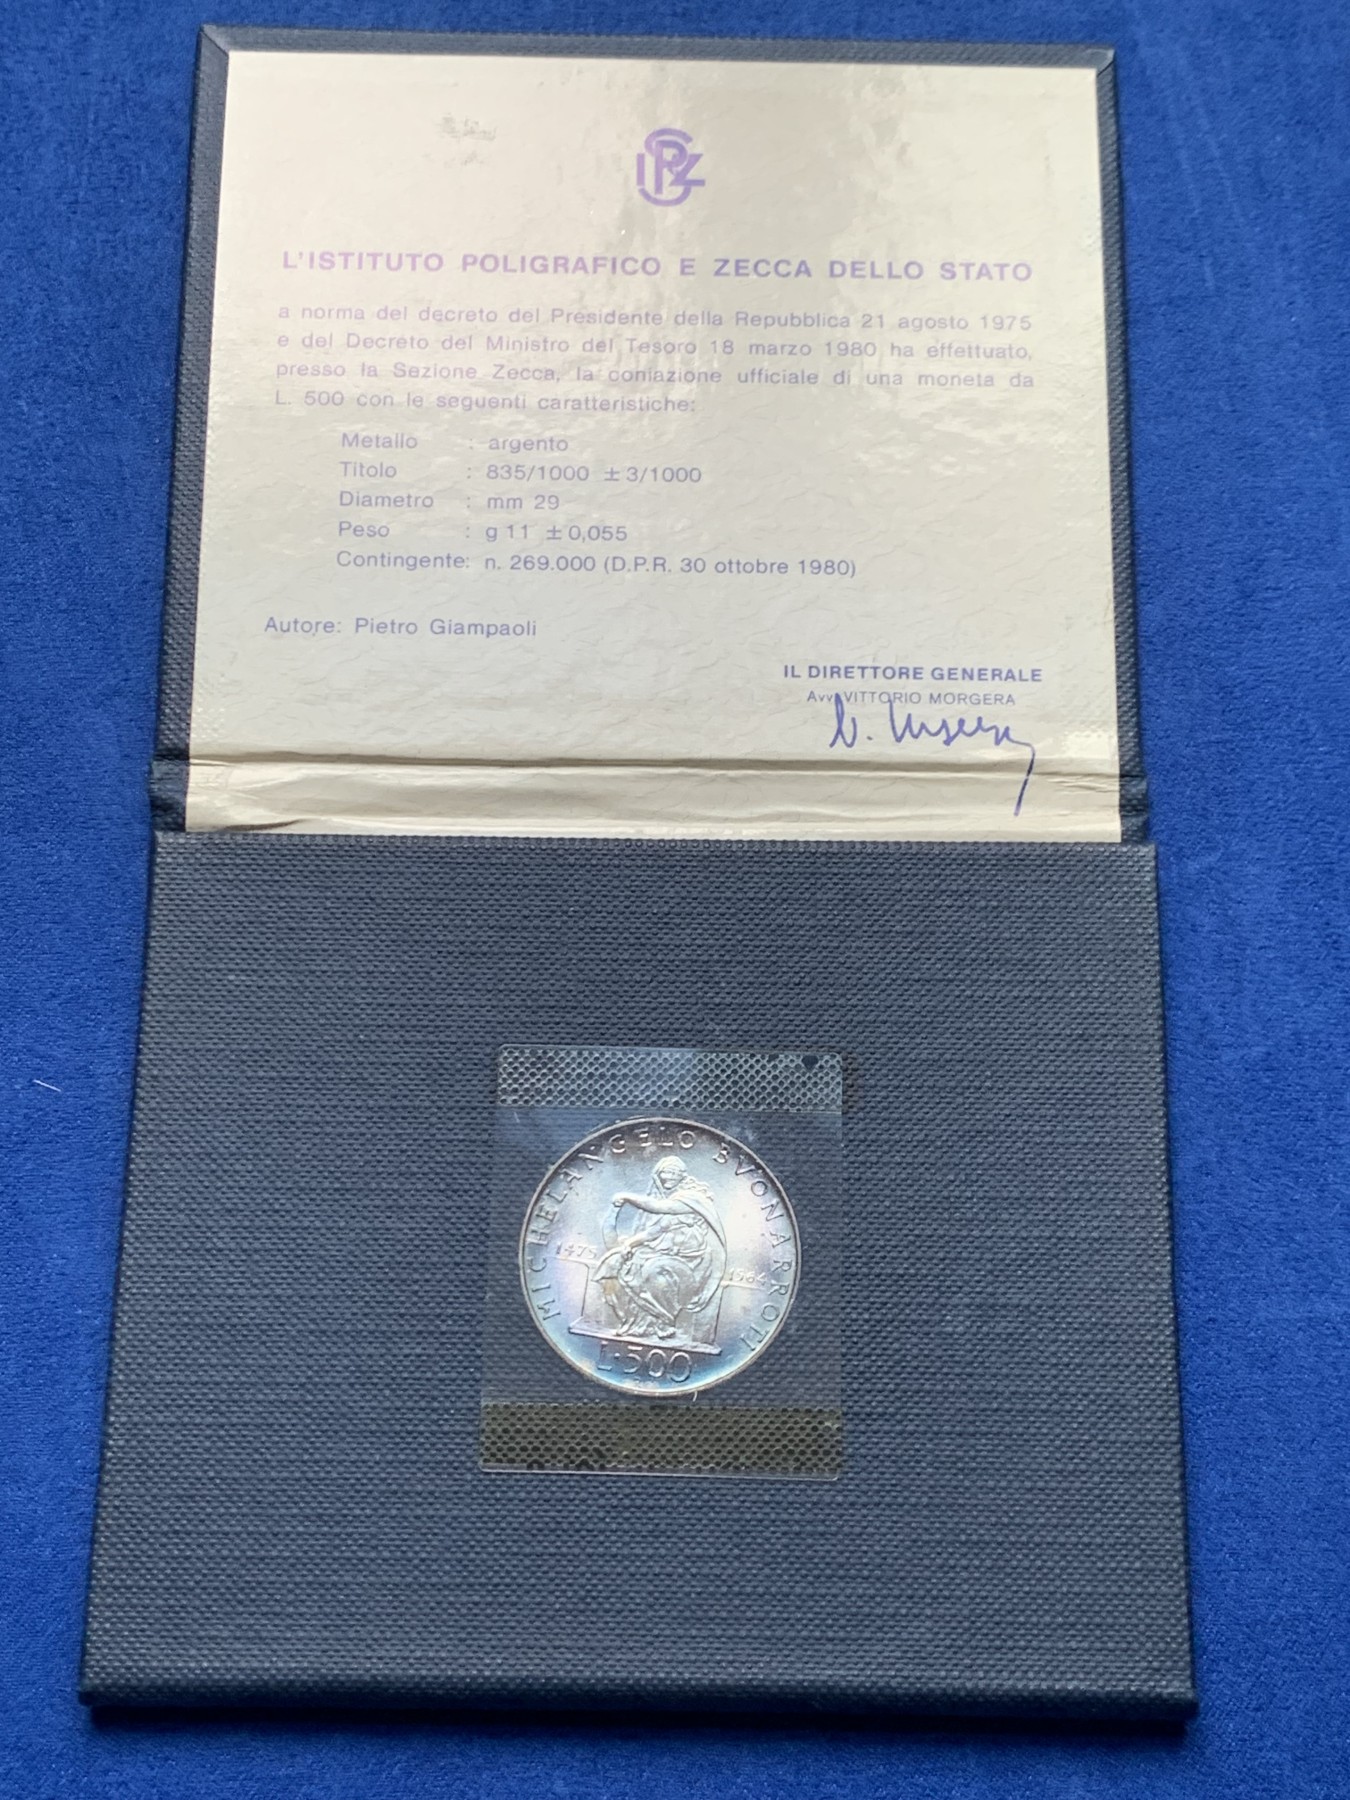 IPZS
L'ISTITUTO POLIGRAFICO E ZECCA DELLO STATO
a norma del decreto del Presidente della Repubblica 21 agosto 1975
e del Decreto del Ministro del Tesoro 18 marzo 1980 ha effettuato,
presso la Sezione Zecca, la coniazione ufficiale di una moneta da
L. 500 con le seguenti caratteristiche:
Metallo : argento
Titolo : 835/1000 ± 3/1000
Diametro : mm 29
Peso : g 11 ± 0,055
Contingente: n. 269.000 (D.P.R. 30 ottobre 1980)
Autore: Pietro Giampaoli
IL DIRETTORE GENERALE
Avv. VITTORIO MORGERA
MICHELANGELO BVONARROTI
1475 1564
L·500